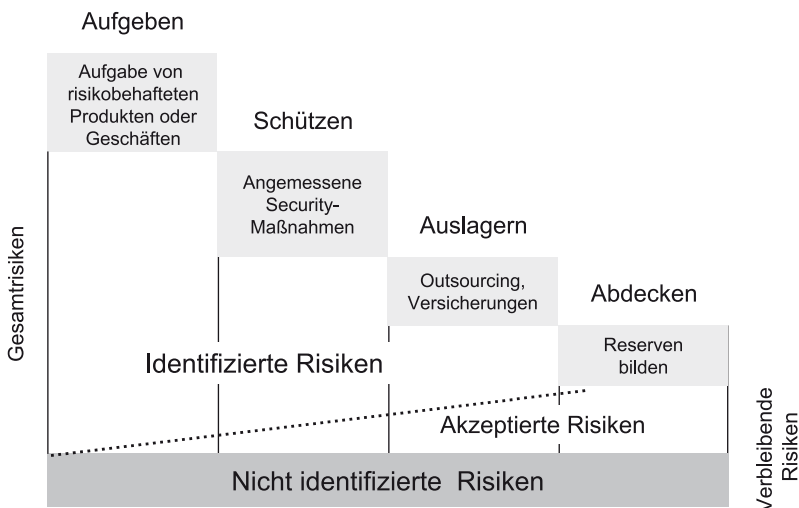 Aufgeben
Aufgabe von
risikobehafteten
Produkten oder
Geschäften
Schützen
Angemessene
Security-
Maßnahmen
Auslagern
Outsourcing,
Versicherungen
Abdecken
Reserven
bilden
Gesamtrisiken
Identifizierte Risiken
Akzeptierte Risiken
Nicht identifizierte Risiken
Verbleibende
Risiken